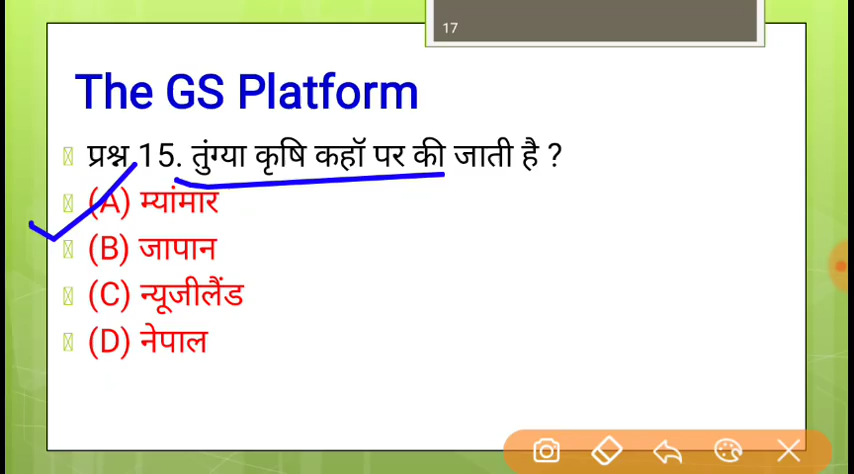 17
The GS Platform
प्रश्न 15. तुंग्या कृषि कहॉ पर की जाती है ?
(A) म्यांमार
(B) जापान
(C) न्यूजीलैंड
(D) नेपाल